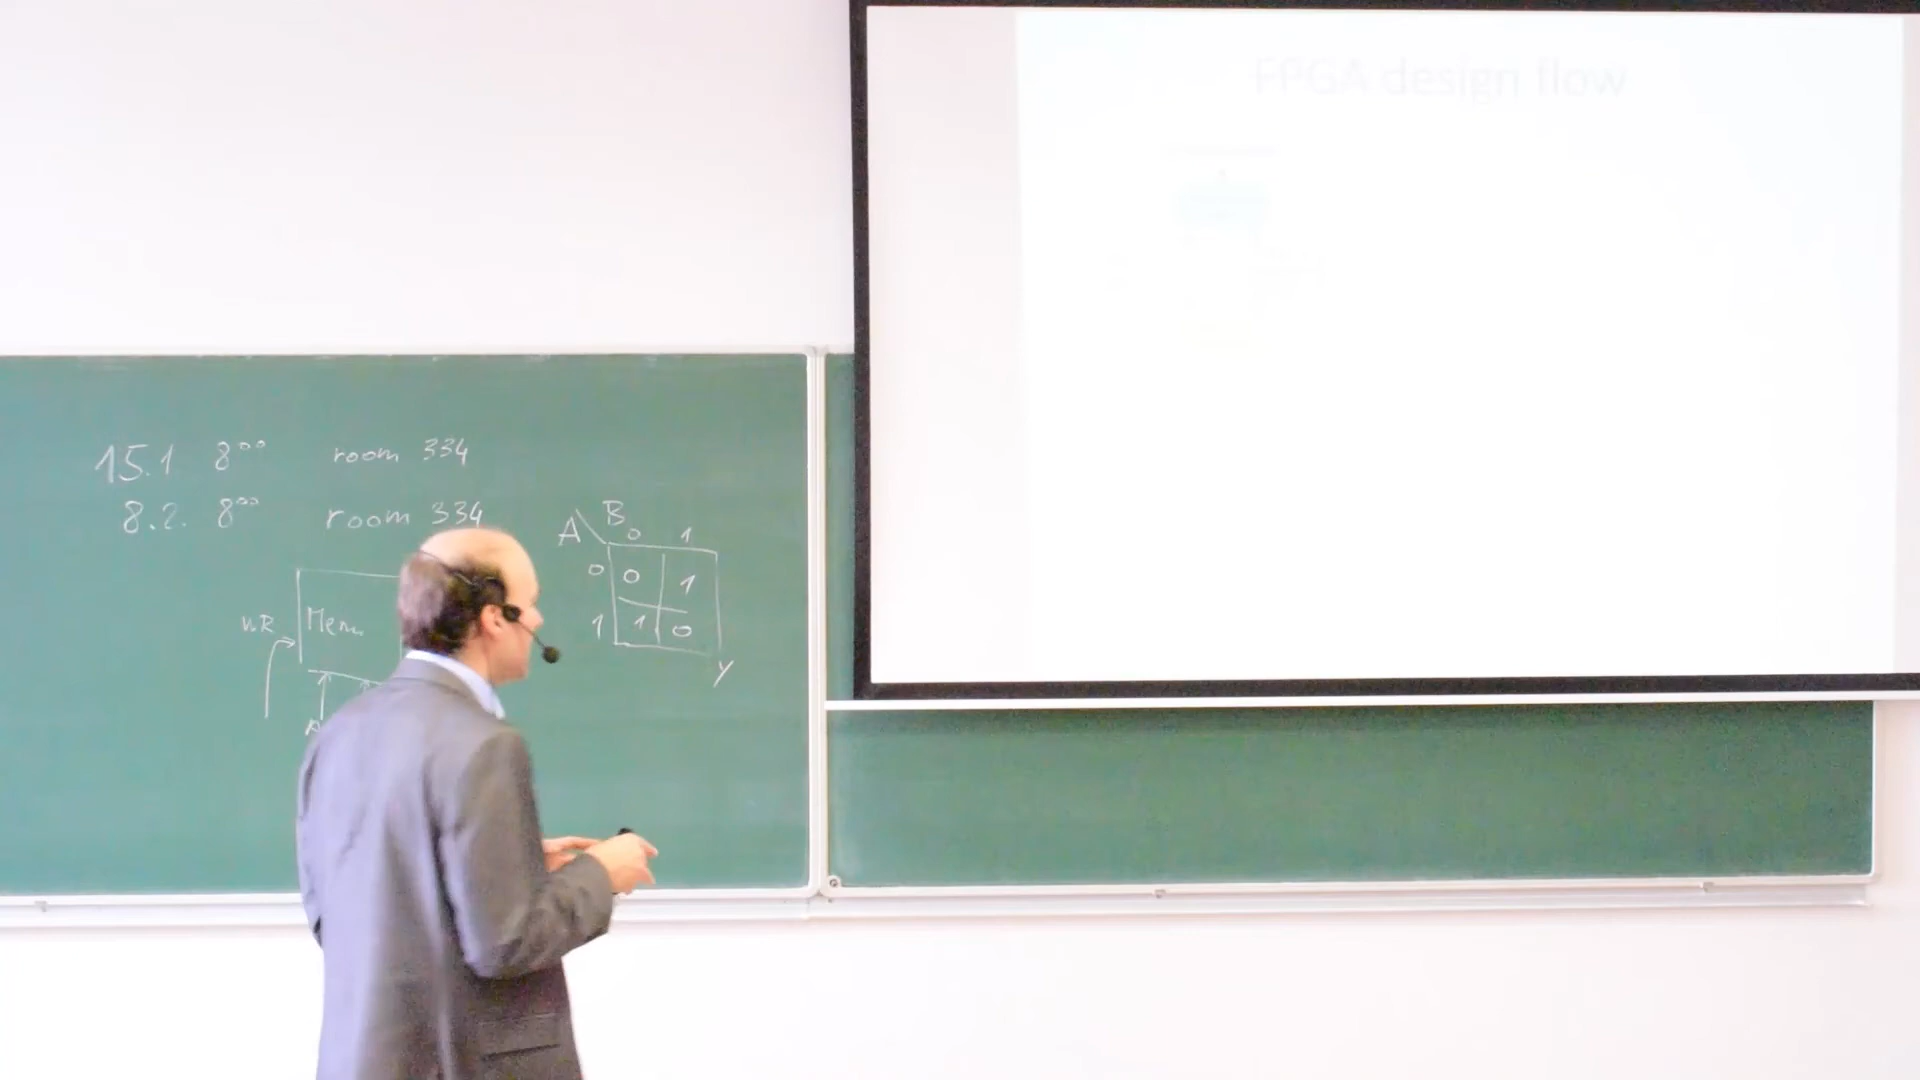 FPGA design flow
15.1 8⁰⁰ room 334
8.2. 8⁰⁰ room 334
A B
0 1
0 0 1
1 1 0
Y
Mem